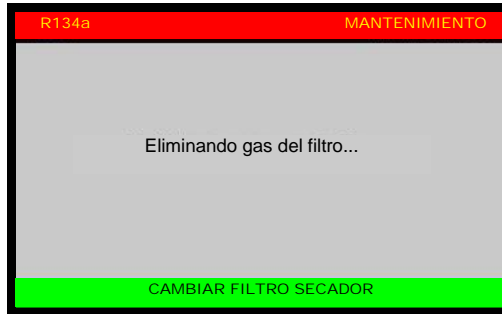 R134a MANTENIMIENTO
Eliminando gas del filtro...
CAMBIAR FILTRO SECADOR